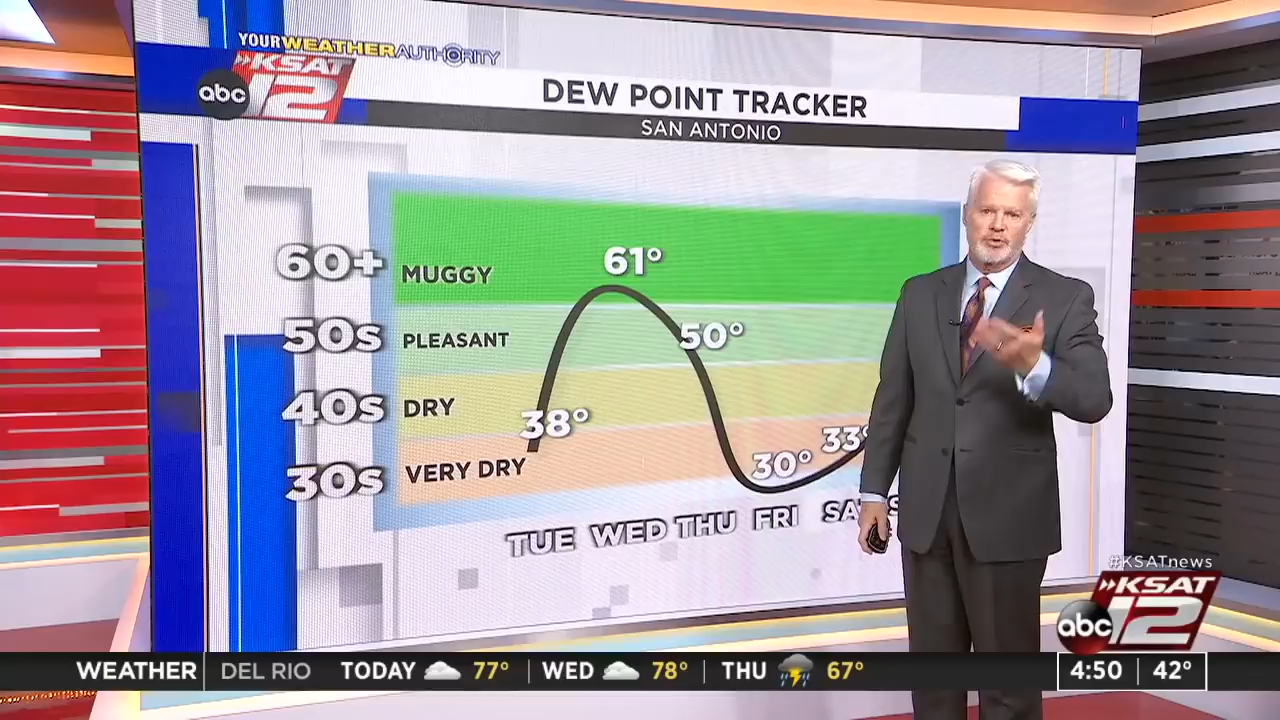 YOUR WEATHER AUTHORITY
»KSAT
abc 12
DEW POINT TRACKER
SAN ANTONIO
60+ MUGGY 61°
50s PLEASANT 50°
40s DRY 38°
30s VERY DRY 30° 33°
TUE WED THU FRI SA S
#KSATnews
»KSAT
abc 12
WEATHER DEL RIO TODAY 77° WED 78° THU 67° 4:50 42°